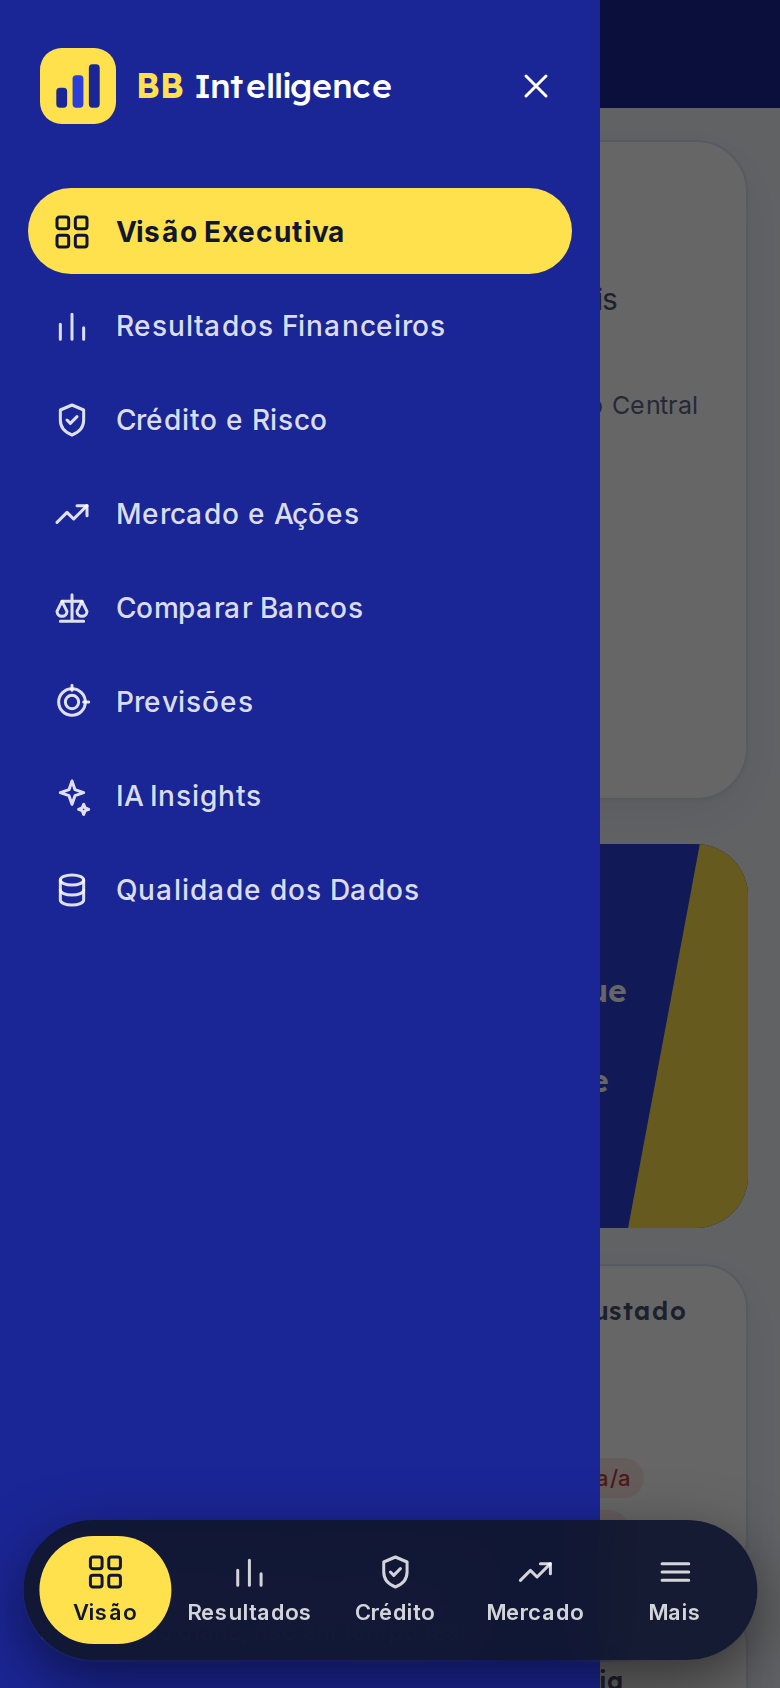 BB Intelligence
Visão Executiva
Resultados Financeiros
Crédito e Risco
Mercado e Ações
Comparar Bancos
Previsões
IA Insights
Qualidade dos Dados
Central
a/a
Visão
Resultados
Crédito
Mercado
Mais